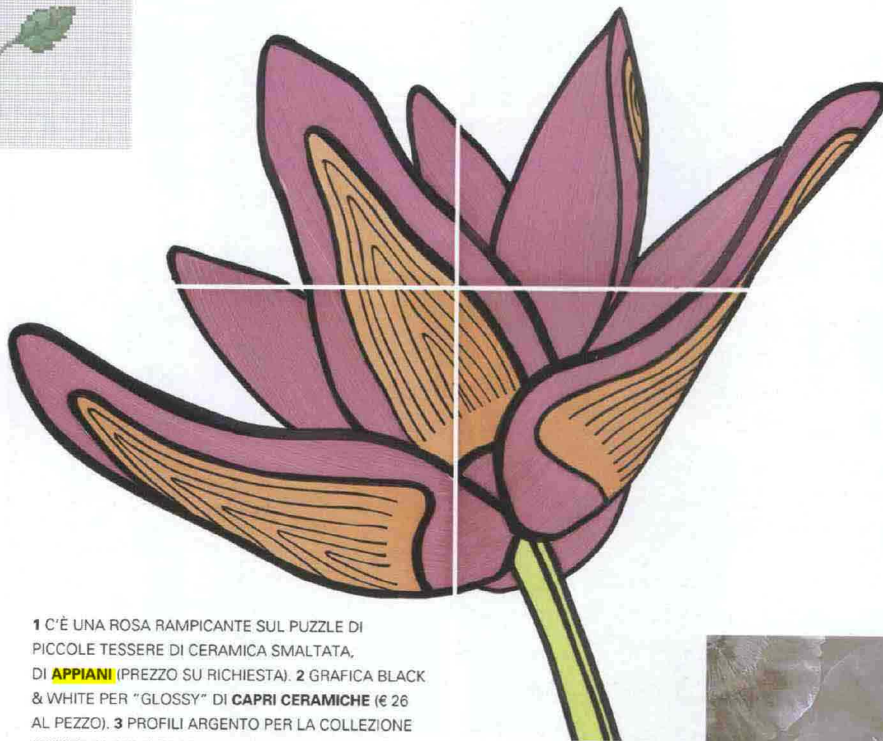 1 C'È UNA ROSA RAMPICANTE SUL PUZZLE DI
PICCOLE TESSERE DI CERAMICA SMALTATA,
DI APPIANI (PREZZO SU RICHIESTA). 2 GRAFICA BLACK
& WHITE PER "GLOSSY" DI CAPRI CERAMICHE (€ 26
AL PEZZO). 3 PROFILI ARGENTO PER LA COLLEZIONE